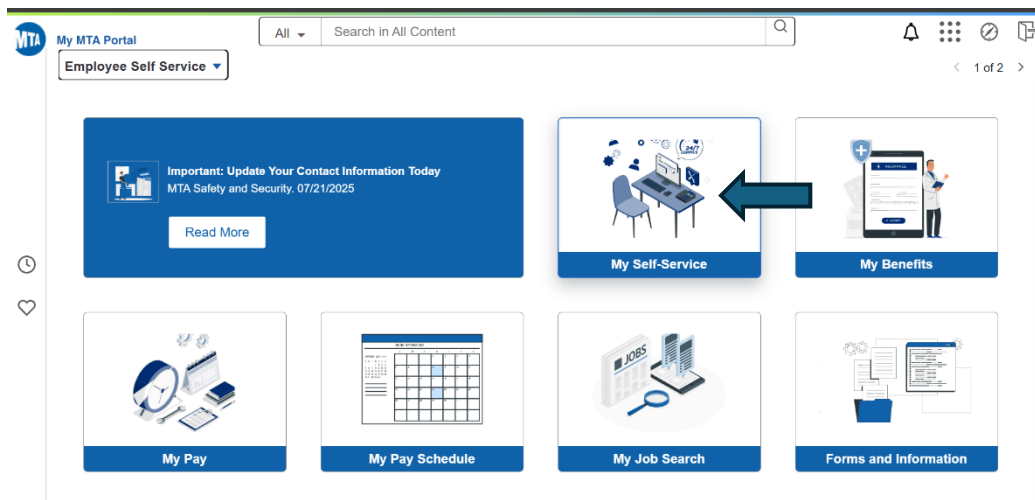 MTA
My MTA Portal
All
Search in All Content
Employee Self Service
1 of 2
Important: Update Your Contact Information Today
MTA Safety and Security. 07/21/2025
Read More
24/7
SERVICE
INSURANCE
My Self-Service
My Benefits
JOBS
My Pay
My Pay Schedule
My Job Search
Forms and Information